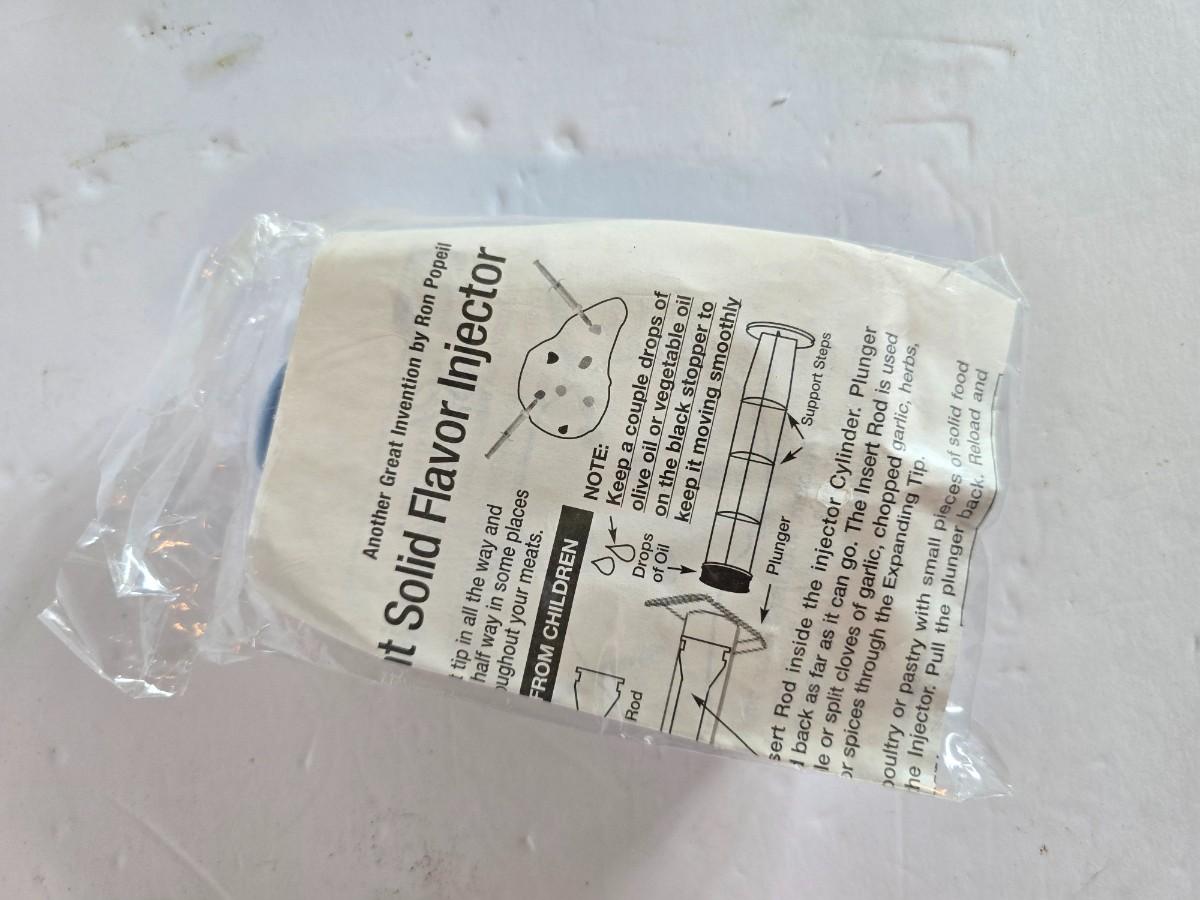 Another Great Invention by Ron Popeil
Solid Flavor Injector
tip in all the way and
half way in some places
oughout your meats.
FROM CHILDREN
NOTE:
Keep a couple drops of
olive oil or vegetable oil
on the black stopper to
keep it moving smoothly
Drops
of Oil
Support Steps
Plunger
Rod
sert Rod inside the injector Cylinder. Plunger
d back as far as it can go. The Insert Rod is used
le or split cloves of garlic, chopped garlic, herbs,
or spices through the Expanding Tip.
poultry or pastry with small pieces of solid food
he Injector. Pull the plunger back. Reload and